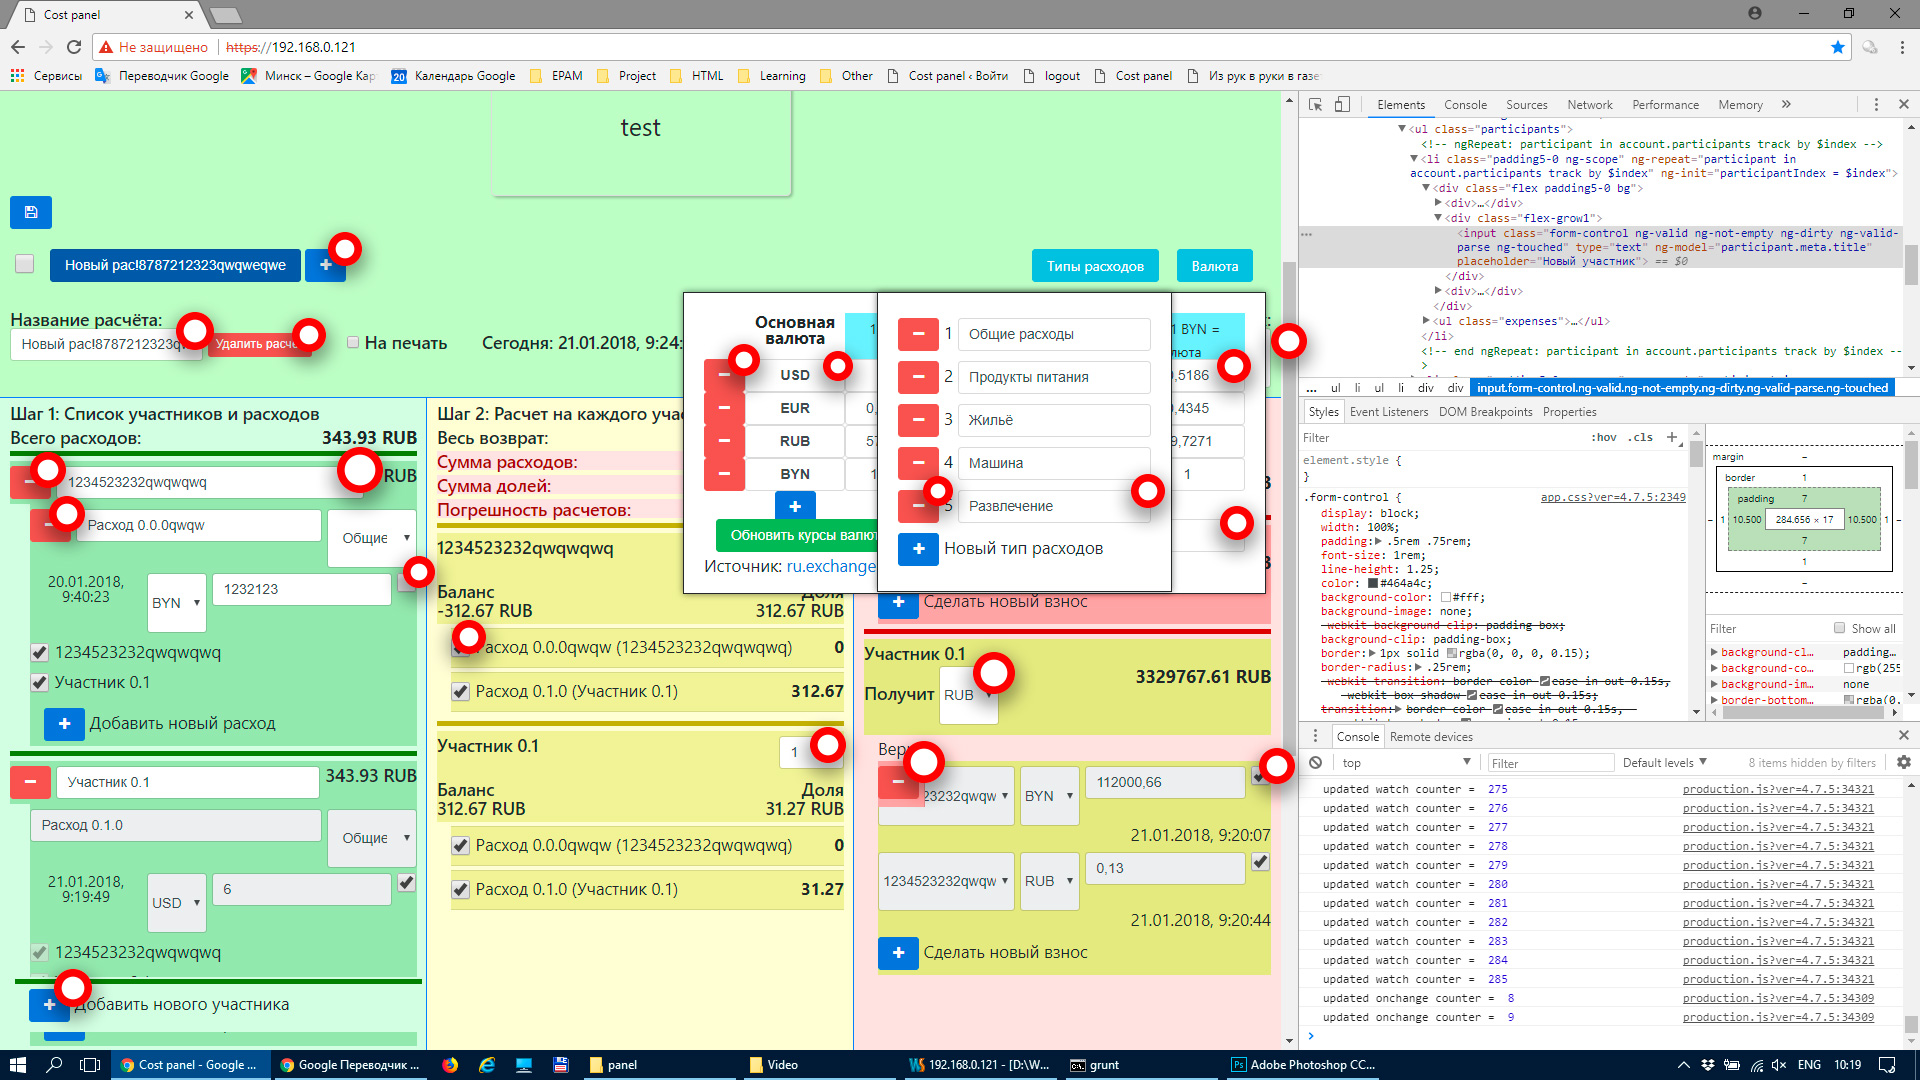 Cost panel
Не защищено https://192.168.0.121
Сервисы Переводчик Google Минск – Google Кар Календарь Google EPAM Project HTML Learning Other Cost panel ‹ Войти logout Cost panel Из рук в руки в газе
test
Новый рас!8787212323qwqweqwe
Типы расходов Валюта
Название расчёта:
Новый рас!8787212323q
Удалить расчё
На печать
Сегодня: 21.01.2018, 9:24:
Шаг 1: Список участников и расходов
Всего расходов: 343.93 RUB
1234523232qwqwqwq RUB
Расход 0.0.0qwqw
Общие
20.01.2018, 9:40:23
BYN
1232123
1234523232qwqwqwq
Участник 0.1
Добавить новый расход
Участник 0.1 343.93 RUB
Расход 0.1.0
Общие
21.01.2018, 9:19:49
USD
6
1234523232qwqwqwq
Добавить нового участника
Шаг 2: Расчет на каждого учас
Весь возврат:
Сумма расходов:
Сумма долей:
Погрешность расчетов:
1234523232qwqwqwq
Баланс
-312.67 RUB 312.67 RUB
Расход 0.0.0qwqw (1234523232qwqwqwq) 0
Расход 0.1.0 (Участник 0.1) 312.67
Участник 0.1 1
Баланс Доля
312.67 RUB 31.27 RUB
Расход 0.0.0qwqw (1234523232qwqwqwq) 0
Расход 0.1.0 (Участник 0.1) 31.27
Основная валюта
1 BYN =
люта
USD ,5186
EUR 0, ,4345
RUB 57 9,7271
BYN 1 1
Обновить курсы валют
Источник: ru.exchange
1 Общие расходы
2 Продукты питания
3 Жильё
4 Машина
5 Развлечение
Новый тип расходов
Сделать новый взнос
Участник 0.1
3329767.61 RUB
Получит RUB
23232qwqw BYN 112000,66
21.01.2018, 9:20:07
1234523232qwqw RUB 0,13
21.01.2018, 9:20:44
Сделать новый взнос
Elements Console Sources Network Performance Memory
<ul class="participants">
<!-- ngRepeat: participant in account.participants track by $index -->
<li class="padding5-0 ng-scope" ng-repeat="participant in
account.participants track by $index" ng-init="participantIndex = $index">
<div class="flex padding5-0 bg">
<div>…</div>
<div class="flex-grow1">
<input class="form-control ng-valid ng-not-empty ng-dirty ng-valid-
parse ng-touched" type="text" ng-model="participant.meta.title"
placeholder="Новый участник"> == $0
</div>
<div>…</div>
</div>
<ul class="expenses">…</ul>
</li>
<!-- end ngRepeat: participant in account.participants track by $index --
>
... ul li ul li div div input.form-control.ng-valid.ng-not-empty.ng-dirty.ng-valid-parse.ng-touched
Styles Event Listeners DOM Breakpoints Properties
Filter :hov .cls +
element.style {
}
.form-control { app.css?ver=4.7.5:2349
display: block;
width: 100%;
padding: .5rem .75rem;
font-size: 1rem;
line-height: 1.25;
color: #464a4c;
background-color: #fff;
background-image: none;
-webkit-background-clip: padding-box;
background-clip: padding-box;
border: 1px solid rgba(0, 0, 0, 0.15);
border-radius: .25rem;
-webkit-transition: border-color ease-in-out 0.15s,
-webkit-box-shadow ease-in-out 0.15s;
transition: border-color ease-in-out 0.15s,
margin –
border 1
padding 7
– 1 10.500 284.656 × 17 10.500 1 –
7
1
–
Filter Show all
background-cl… padding…
background-co… rgb(255
background-im… none
border-bottom… rgba(0,
Console Remote devices
top Filter Default levels 8 items hidden by filters
updated watch counter = 275 production.js?ver=4.7.5:34321
updated watch counter = 276 production.js?ver=4.7.5:34321
updated watch counter = 277 production.js?ver=4.7.5:34321
updated watch counter = 278 production.js?ver=4.7.5:34321
updated watch counter = 279 production.js?ver=4.7.5:34321
updated watch counter = 280 production.js?ver=4.7.5:34321
updated watch counter = 281 production.js?ver=4.7.5:34321
updated watch counter = 282 production.js?ver=4.7.5:34321
updated watch counter = 283 production.js?ver=4.7.5:34321
updated watch counter = 284 production.js?ver=4.7.5:34321
updated watch counter = 285 production.js?ver=4.7.5:34321
updated onchange counter = 8 production.js?ver=4.7.5:34309
updated onchange counter = 9 production.js?ver=4.7.5:34309
Cost panel - Google ... Google Переводчик ... panel Video 192.168.0.121 - [D:\W... grunt Adobe Photoshop CC... ENG 10:19